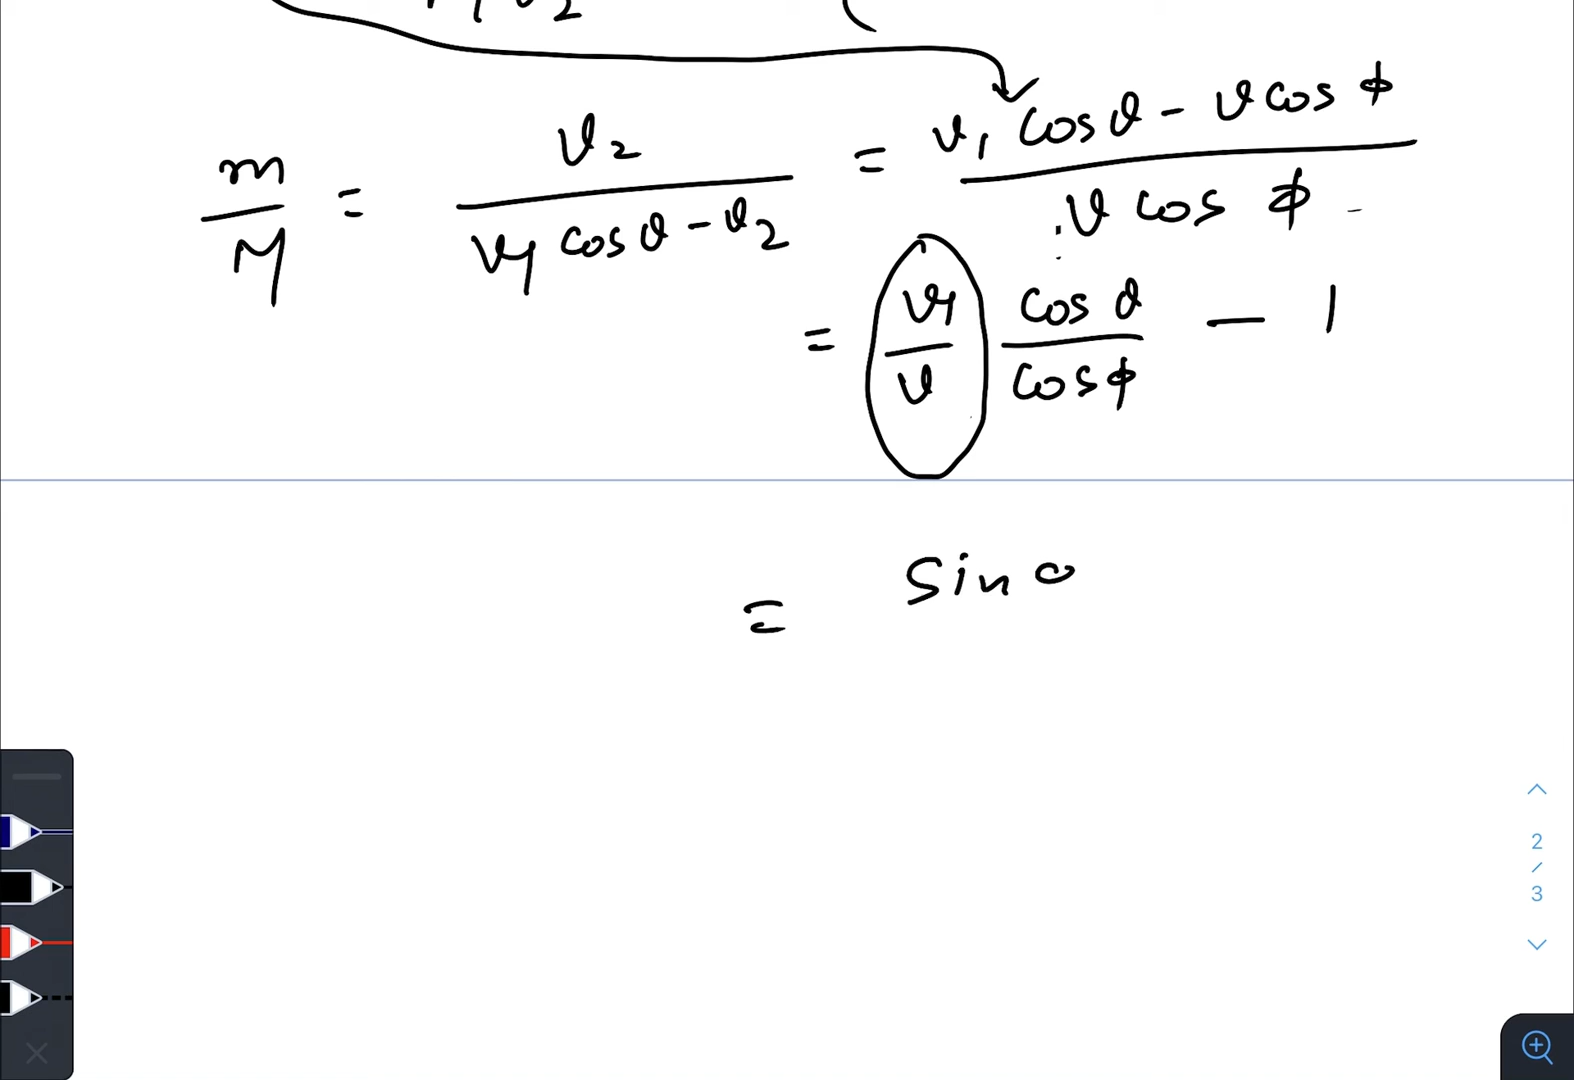 m/M = v₂/(v₁ cos θ - v₂) = (v₁ cos θ - v cos ϕ)/(v cos ϕ)
= (v₁/v) (cos θ/cos ϕ) - 1
= sin
2
/
3